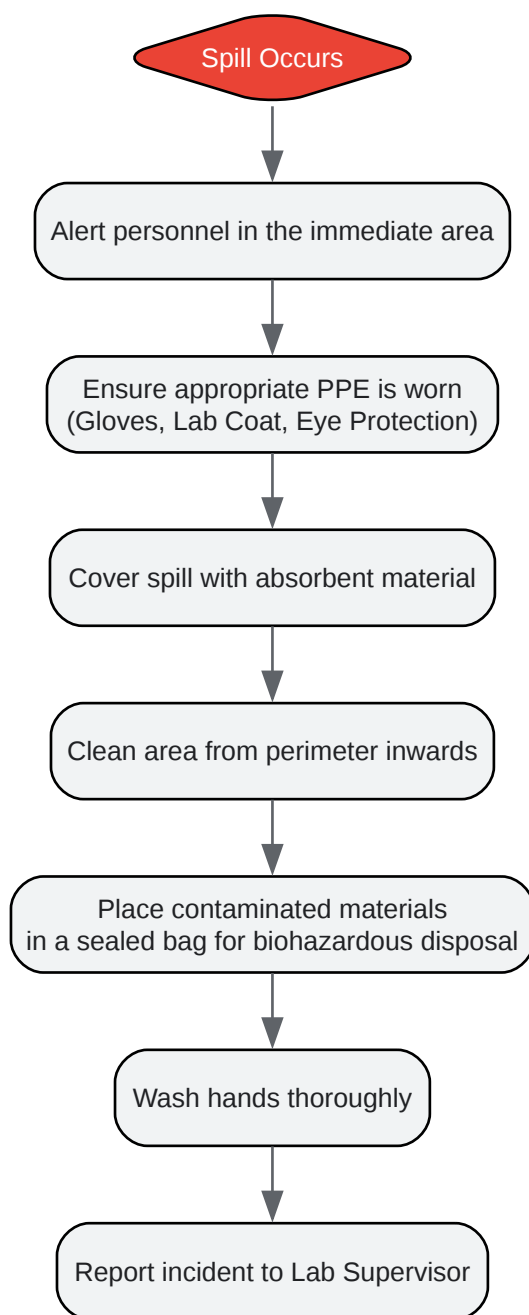 Spill Occurs
Alert personnel in the immediate area
Ensure appropriate PPE is worn
(Gloves, Lab Coat, Eye Protection)
Cover spill with absorbent material
Clean area from perimeter inwards
Place contaminated materials
in a sealed bag for biohazardous disposal
Wash hands thoroughly
Report incident to Lab Supervisor